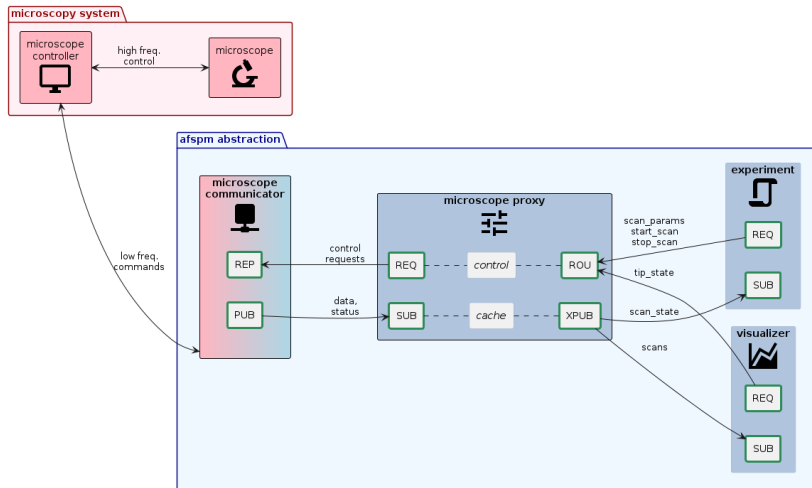 microscopy system
microscope
controller
high freq.
control
microscope
afspm abstraction
microscope
communicator
low freq.
commands
REP
PUB
control
requests
data,
status
microscope proxy
REQ
control
ROU
SUB
cache
XPUB
scan_params
start_scan
stop_scan
tip_state
scan_state
scans
experiment
REQ
SUB
visualizer
REQ
SUB